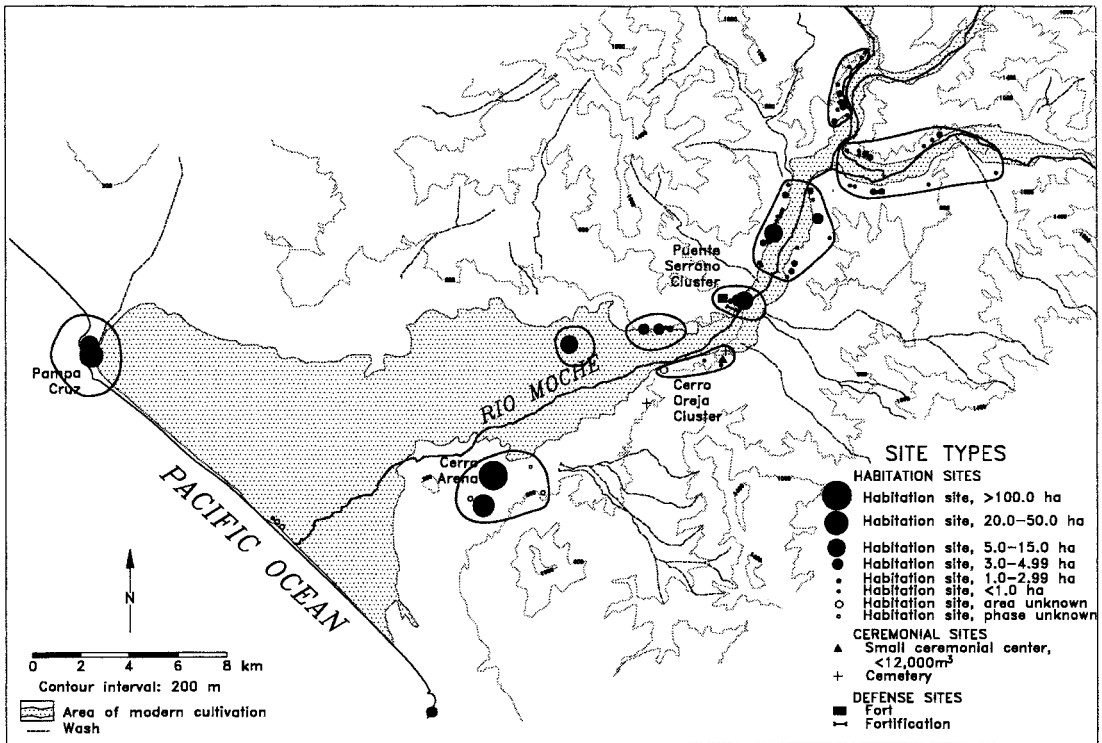 Puente
Serrano
Cluster
Pampa
Cruz
RIO MOCHE
Cerro
Oreja
Cluster
Cerro
Arena
PACIFIC OCEAN
N
0 2 4 6 8 km
Contour interval: 200 m
Area of modern cultivation
Wash
SITE TYPES
HABITATION SITES
Habitation site, >100.0 ha
Habitation site, 20.0-50.0 ha
Habitation site, 5.0-15.0 ha
Habitation site, 3.0-4.99 ha
Habitation site, 1.0-2.99 ha
Habitation site, <1.0 ha
Habitation site, area unknown
Habitation site, phase unknown
CEREMONIAL SITES
Small ceremonial center,
<12,000m³
Cemetery
DEFENSE SITES
Fort
Fortification